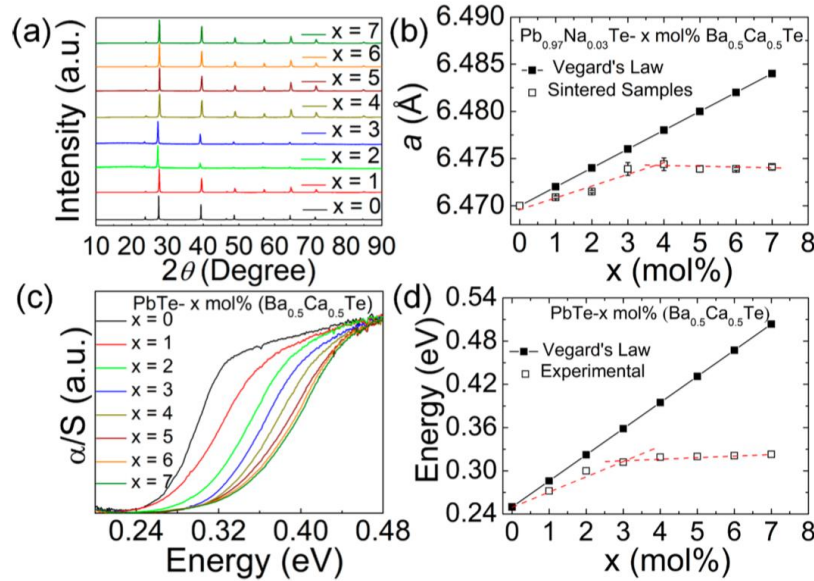 (a)
Intensity (a.u.)
x = 7
x = 6
x = 5
x = 4
x = 3
x = 2
x = 1
x = 0
10 20 30 40 50 60 70 80 90
2θ (Degree)
(b)
6.490
6.485
6.480
6.475
6.470
a (Å)
Pb0.97Na0.03Te- x mol% Ba0.5Ca0.5Te
Vegard's Law
Sintered Samples
0 1 2 3 4 5 6 7 8
x (mol%)
(c)
α/S (a.u.)
PbTe- x mol% (Ba0.5Ca0.5Te)
x = 0
x = 1
x = 2
x = 3
x = 4
x = 5
x = 6
x = 7
0.24 0.32 0.40 0.48
Energy (eV)
(d)
0.54
0.48
0.42
0.36
0.30
0.24
Energy (eV)
PbTe-x mol% (Ba0.5Ca0.5Te)
Vegard's Law
Experimental
0 1 2 3 4 5 6 7 8
x (mol%)